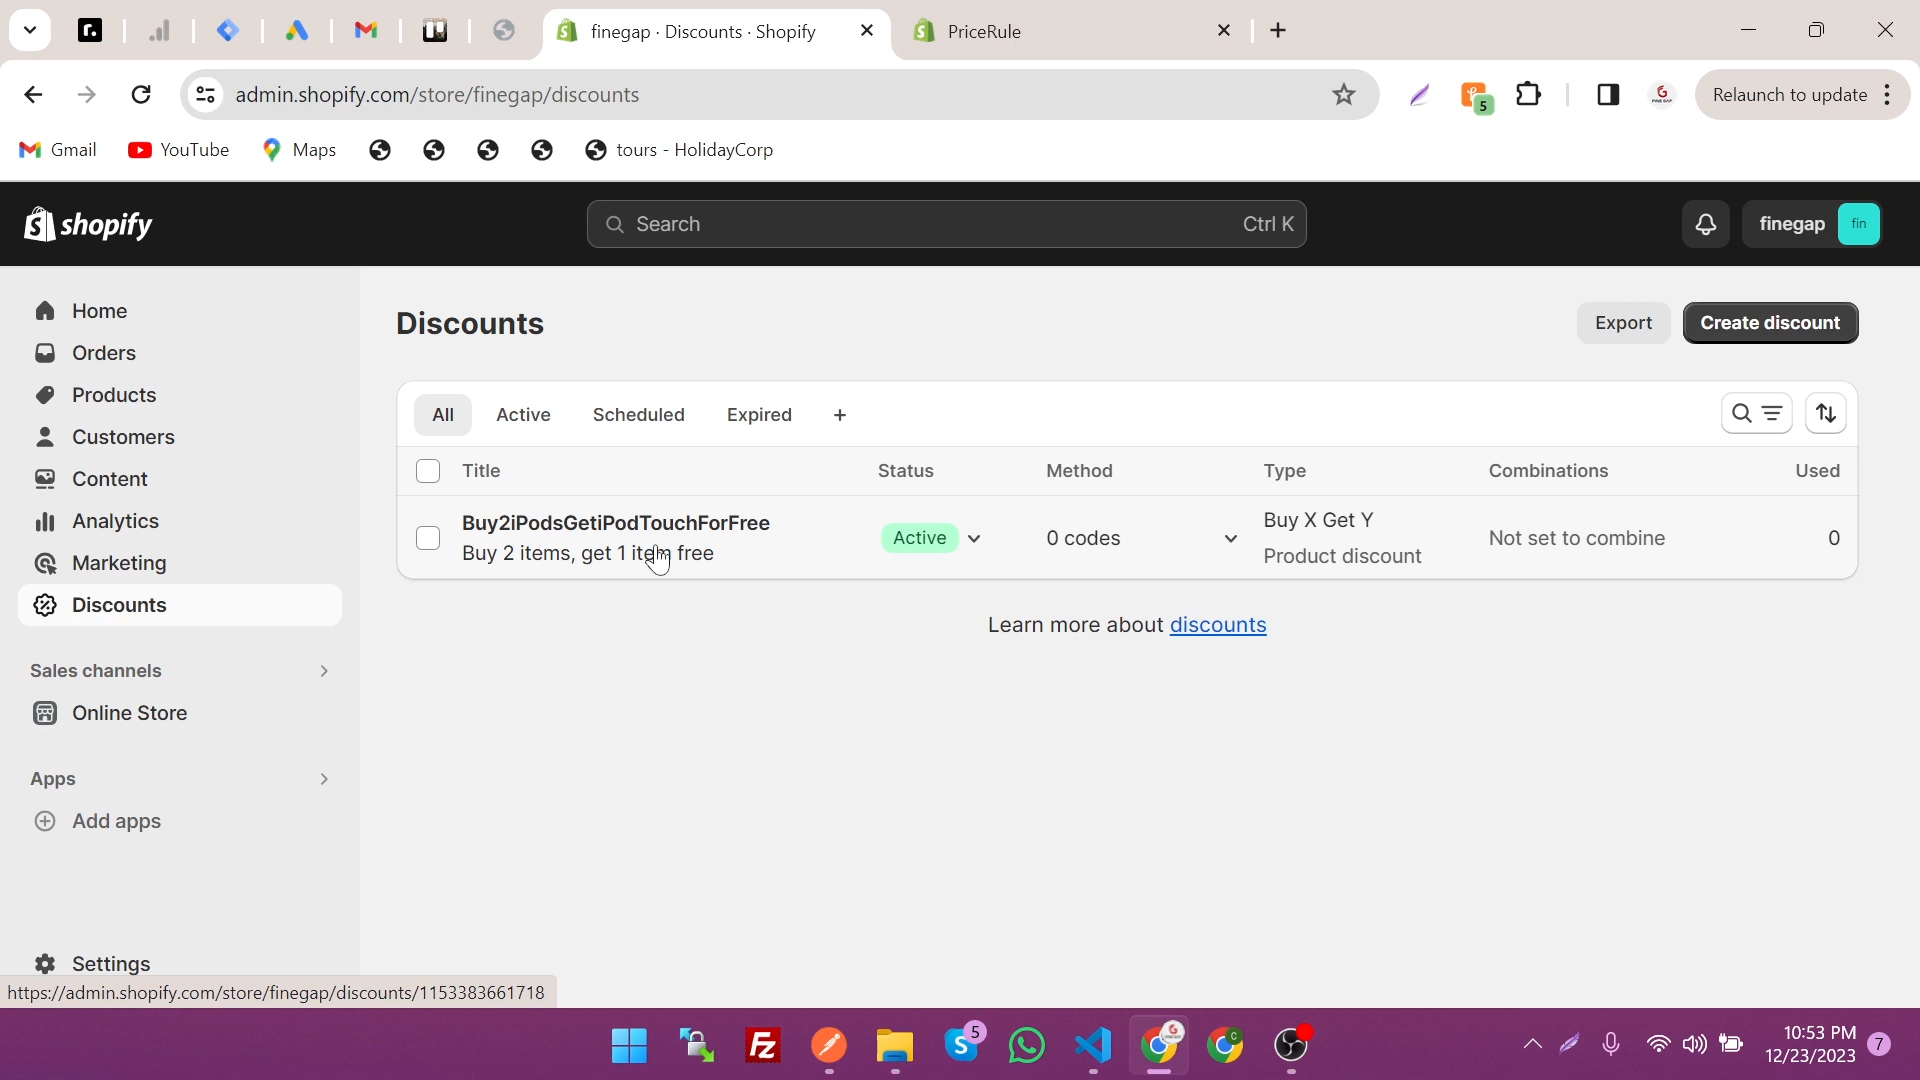 finegap · Discounts · Shopify
PriceRule
admin.shopify.com/store/finegap/discounts
5
Relaunch to update
Gmail
YouTube
Maps
tours - HolidayCorp
shopify
Search
Ctrl K
finegap
fin
Home
Orders
Products
Customers
Content
Analytics
Marketing
Discounts
Sales channels
Online Store
Apps
Add apps
Settings
Discounts
Export
Create discount
All
Active
Scheduled
Expired
Title
Status
Method
Type
Combinations
Used
Buy2iPodsGetiPodTouchForFree
Buy 2 items, get 1 item free
Active
0 codes
Buy X Get Y
Product discount
Not set to combine
0
Learn more about discounts
https://admin.shopify.com/store/finegap/discounts/1153383661718
Fz
5
C
10:53 PM
12/23/2023
7